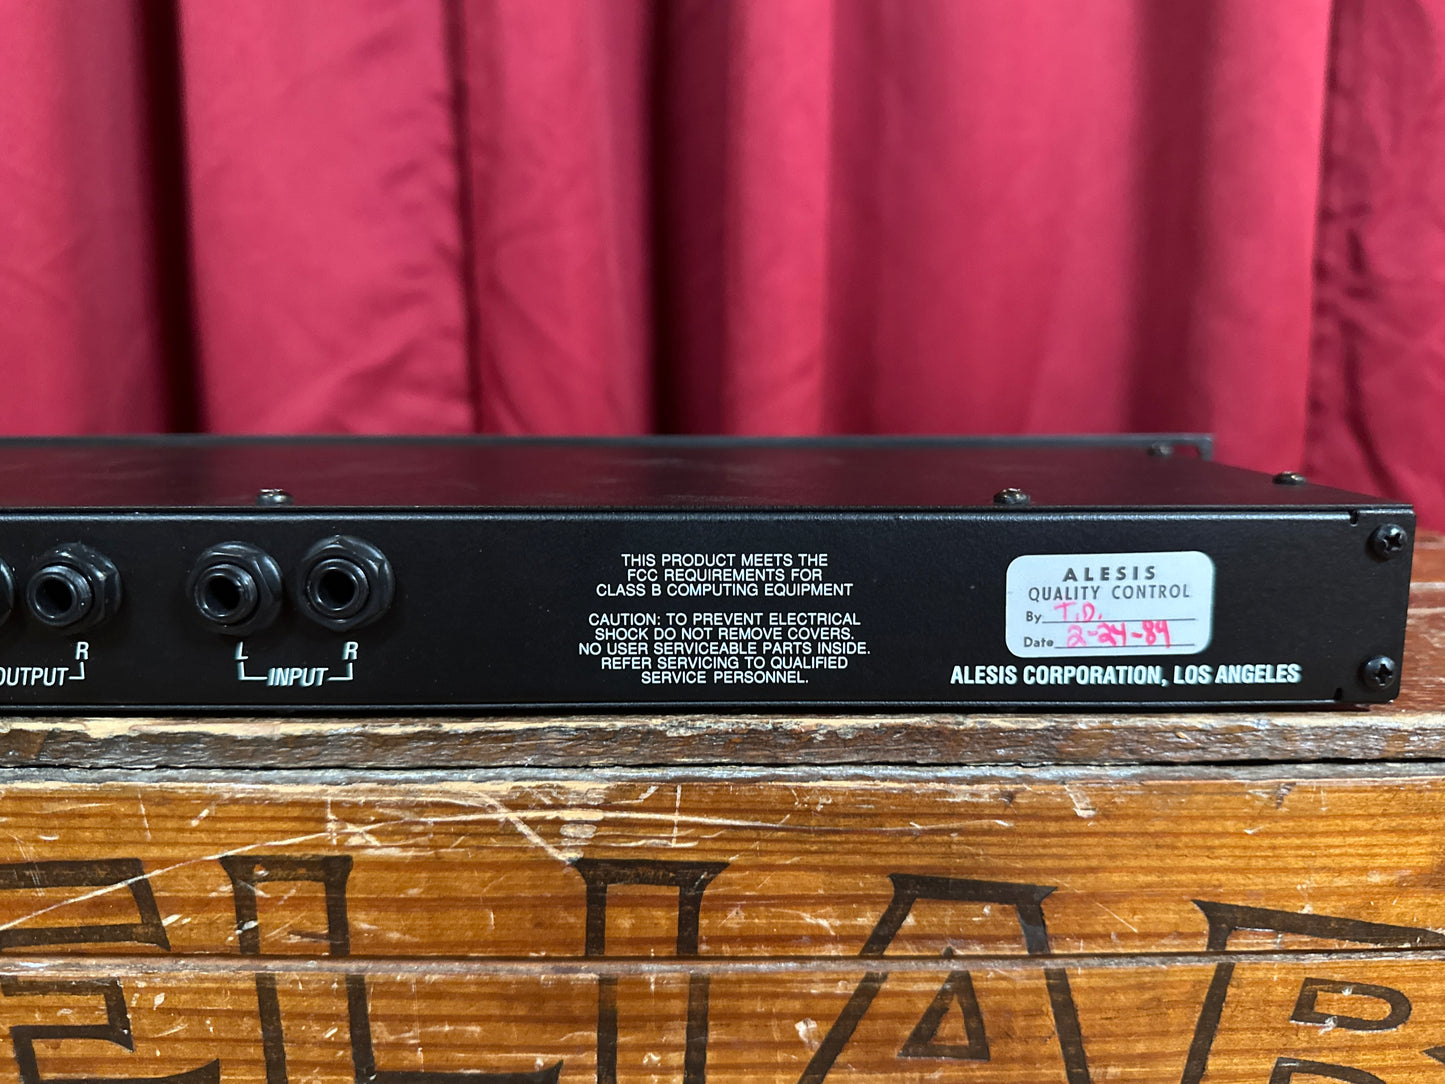 R
OUTPUT
L R
INPUT
THIS PRODUCT MEETS THE
FCC REQUIREMENTS FOR
CLASS B COMPUTING EQUIPMENT
CAUTION: TO PREVENT ELECTRICAL
SHOCK DO NOT REMOVE COVERS.
NO USER SERVICEABLE PARTS INSIDE.
REFER SERVICING TO QUALIFIED
SERVICE PERSONNEL.
ALESIS
QUALITY CONTROL
By T.D.
Date 2-24-89
ALESIS CORPORATION, LOS ANGELES